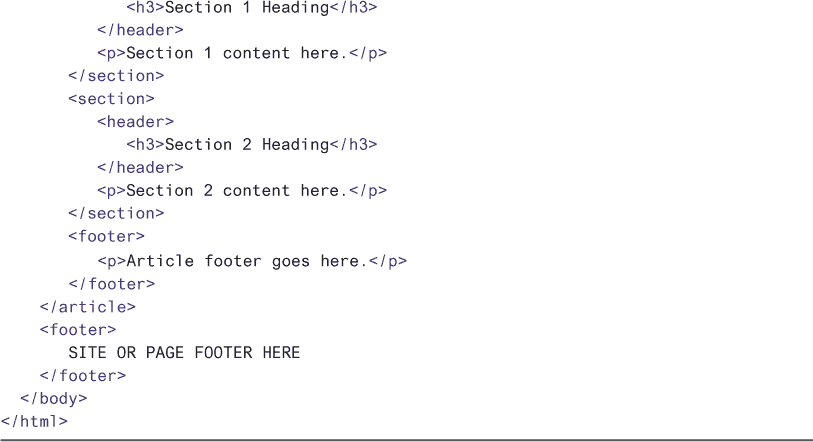 <h3>Section 1 Heading</h3>
</header>
<p>Section 1 content here.</p>
</section>
<section>
<header>
<h3>Section 2 Heading</h3>
</header>
<p>Section 2 content here.</p>
</section>
<footer>
<p>Article footer goes here.</p>
</footer>
</article>
<footer>
SITE OR PAGE FOOTER HERE
</footer>
</body>
</html>